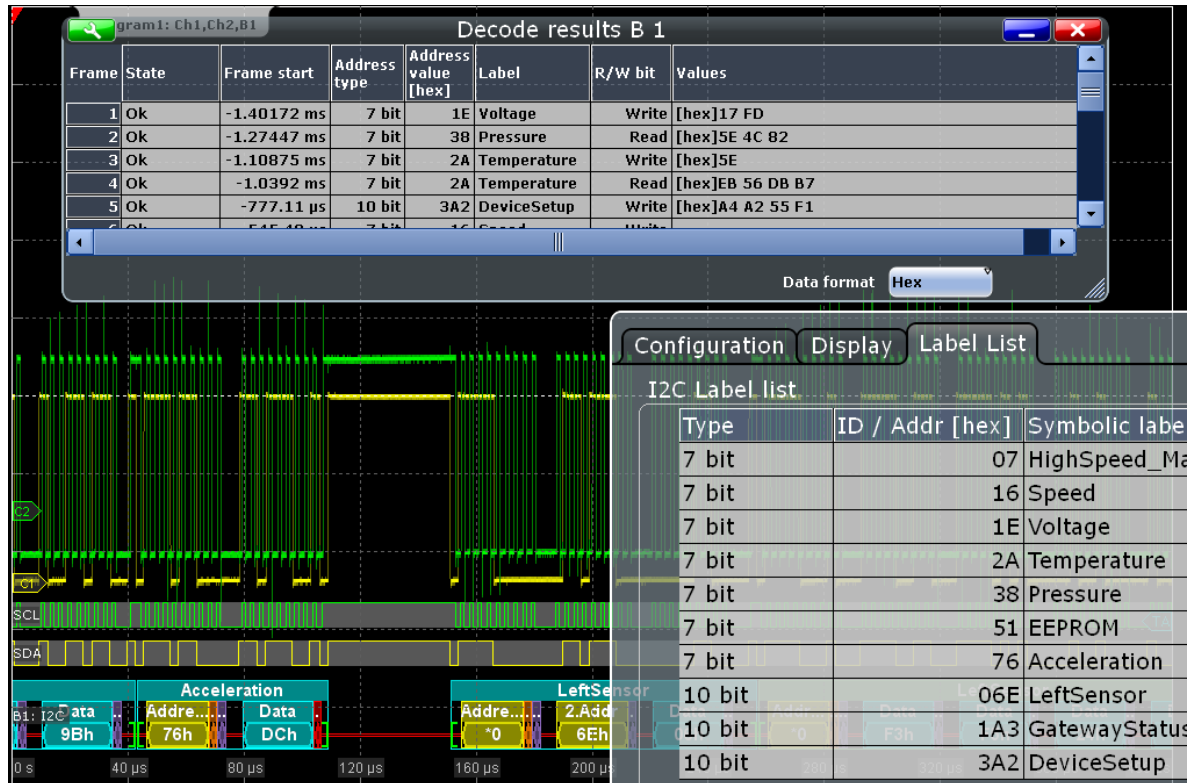 gram1: Ch1,Ch2,B1
Decode results B 1
Frame State Frame start Address type Address value [hex] Label R/W bit Values
1 Ok -1.40172 ms 7 bit 1E Voltage Write [hex]17 FD
2 Ok -1.27447 ms 7 bit 38 Pressure Read [hex]5E 4C 82
3 Ok -1.10875 ms 7 bit 2A Temperature Write [hex]5E
4 Ok -1.0392 ms 7 bit 2A Temperature Read [hex]EB 56 DB B7
5 Ok -777.11 µs 10 bit 3A2 DeviceSetup Write [hex]A4 A2 55 F1
Data format Hex
Configuration Display Label List
I2C Label list
Type ID / Addr [hex] Symbolic labe
7 bit 07 HighSpeed_Ma
7 bit 16 Speed
7 bit 1E Voltage
7 bit 2A Temperature
7 bit 38 Pressure
7 bit 51 EEPROM
7 bit 76 Acceleration
10 bit 06E LeftSensor
10 bit 1A3 GatewayStatus
10 bit 3A2 DeviceSetup
C2
C1
SCL
SDA
Acceleration LeftSensor
B1: I2C ata Addre... Data Addre... 2.Addr
9Bh 76h DCh *0 6Eh
0 s 40 µs 80 µs 120 µs 160 µs 200 µs